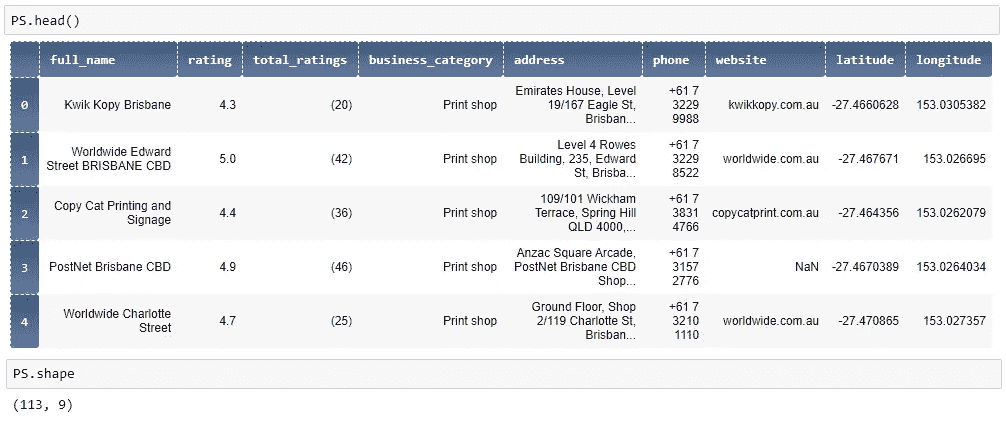 PS.head()
full_name rating total_ratings business_category address phone website latitude longitude
0 Kwik Kopy Brisbane 4.3 (20) Print shop Emirates House, Level 19/167 Eagle St, Brisban... +61 7 3229 9988 kwikkopy.com.au -27.4660628 153.0305382
1 Worldwide Edward Street BRISBANE CBD 5.0 (42) Print shop Level 4 Rowes Building, 235, Edward St, Brisba... +61 7 3229 8522 worldwide.com.au -27.467671 153.026695
2 Copy Cat Printing and Signage 4.4 (36) Print shop 109/101 Wickham Terrace, Spring Hill QLD 4000,... +61 7 3831 4766 copycatprint.com.au -27.464356 153.0262079
3 PostNet Brisbane CBD 4.9 (46) Print shop Anzac Square Arcade, PostNet Brisbane CBD Shop... +61 7 3157 2776 NaN -27.4670389 153.0264034
4 Worldwide Charlotte Street 4.7 (25) Print shop Ground Floor, Shop 2/119 Charlotte St, Brisban... +61 7 3210 1110 worldwide.com.au -27.470865 153.027357
PS.shape
(113, 9)